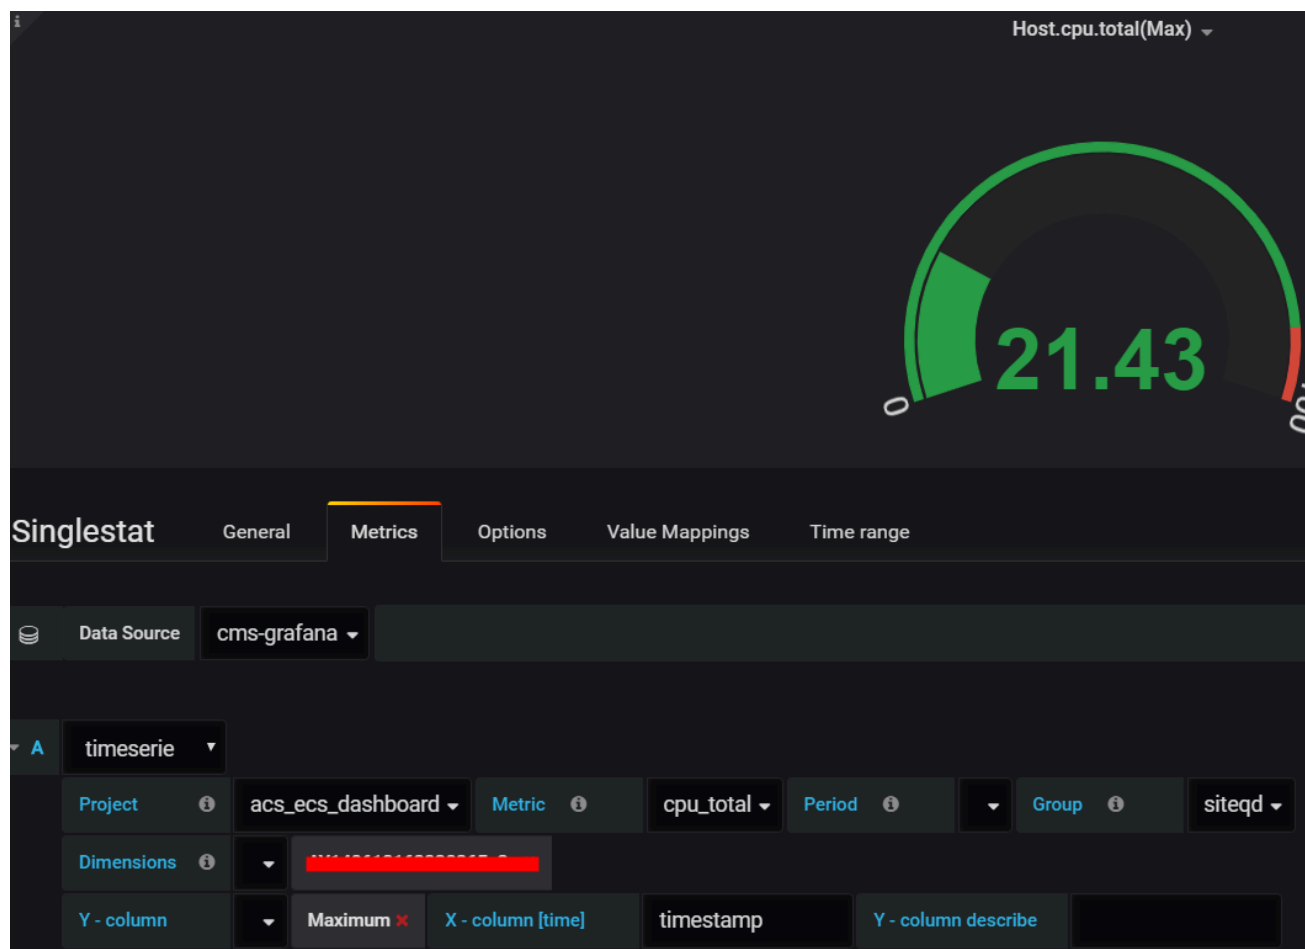 i
Host.cpu.total(Max)
21.43
0
Singlestat General Metrics Options Value Mappings Time range
Data Source cms-grafana
A timeserie
Project acs_ecs_dashboard Metric cpu_total Period Group siteqd
Dimensions
Y - column Maximum X - column [time] timestamp Y - column describe